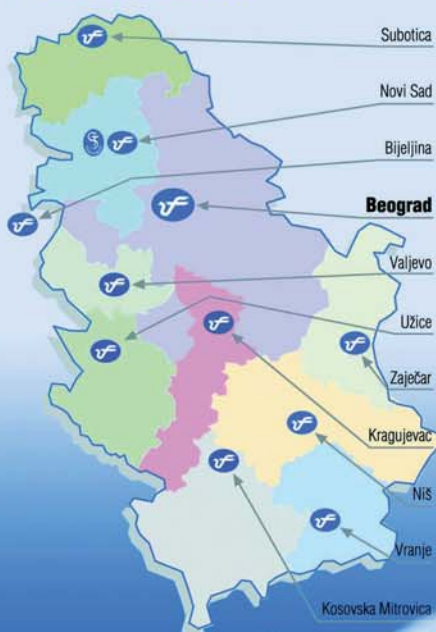 Subotica
Novi Sad
Bijeljina
Beograd
Valjevo
Užice
Zaječar
Kragujevac
Niš
Vranje
Kosovska Mitrovica